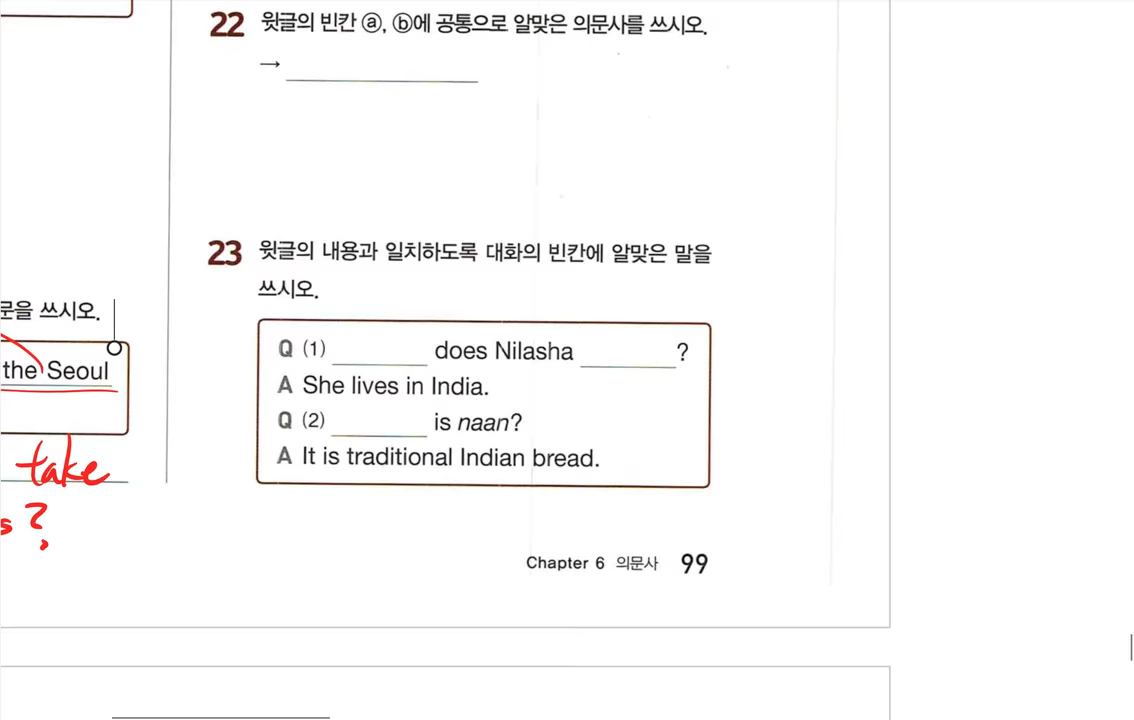 22 윗글의 빈칸 ⓐ, ⓑ에 공통으로 알맞은 의문사를 쓰시오.
→
23 윗글의 내용과 일치하도록 대화의 빈칸에 알맞은 말을
쓰시오.
Q (1) ________ does Nilasha ________?
A She lives in India.
Q (2) ________ is naan?
A It is traditional Indian bread.
Chapter 6 의문사 99
문을 쓰시오.
the Seoul
take
s?